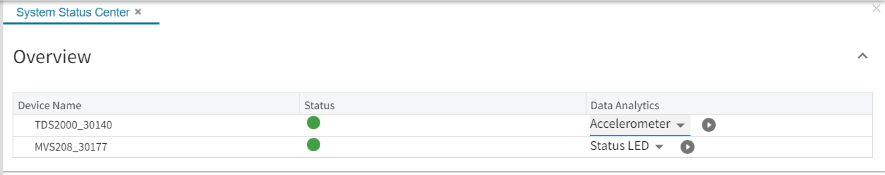 System Status Center ×
Overview
Device Name Status Data Analytics
TDS2000_30140 Accelerometer
MVS208_30177 Status LED